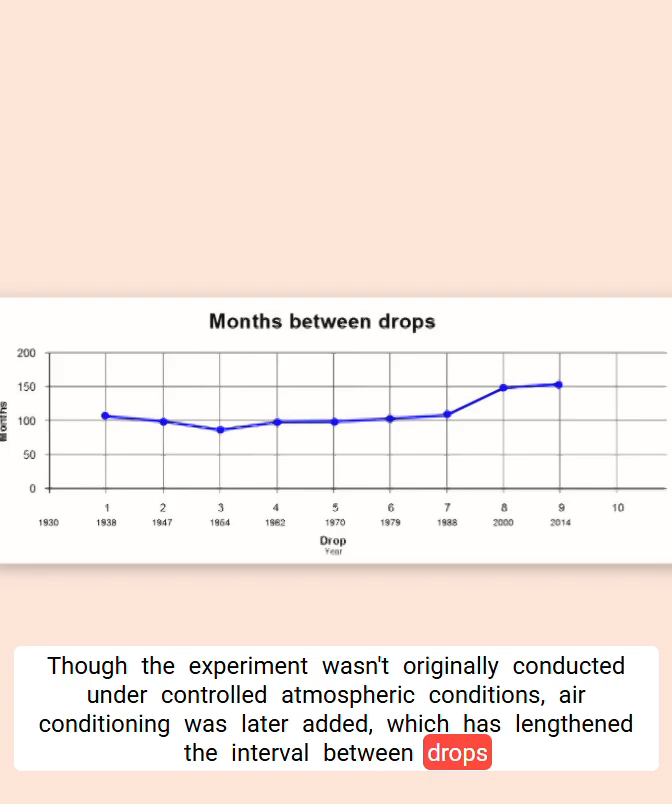 Months between drops
200
150
100
50
0
Months
1 2 3 4 5 6 7 8 9 10
1930 1938 1947 1954 1962 1970 1979 1988 2000 2014
Drop
Year
Though the experiment wasn't originally conducted
under controlled atmospheric conditions, air
conditioning was later added, which has lengthened
the interval between drops